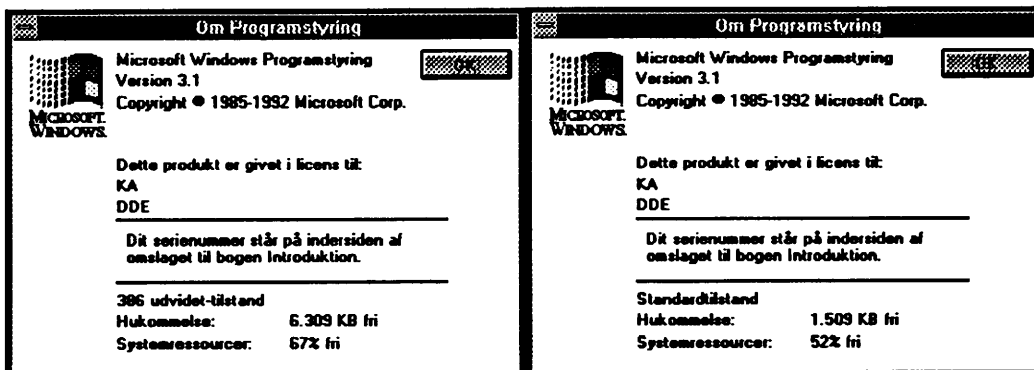 Om Programstyring
Microsoft Windows Programstyring
Version 3.1
Copyright © 1985-1992 Microsoft Corp.
OK
MICROSOFT.
WINDOWS.
Dette produkt er givet i licens til:
KA
DDE
Dit serienummer står på indersiden af
omslaget til bogen Introduktion.
386 udvidet-tilstand
Hukommelse: 6.309 KB fri
Systemressourcer: 67% fri
Om Programstyring
Microsoft Windows Programstyring
Version 3.1
Copyright © 1985-1992 Microsoft Corp.
OK
MICROSOFT.
WINDOWS.
Dette produkt er givet i licens til:
KA
DDE
Dit serienummer står på indersiden af
omslaget til bogen Introduktion.
Standardtilstand
Hukommelse: 1.509 KB fri
Systemressourcer: 52% fri